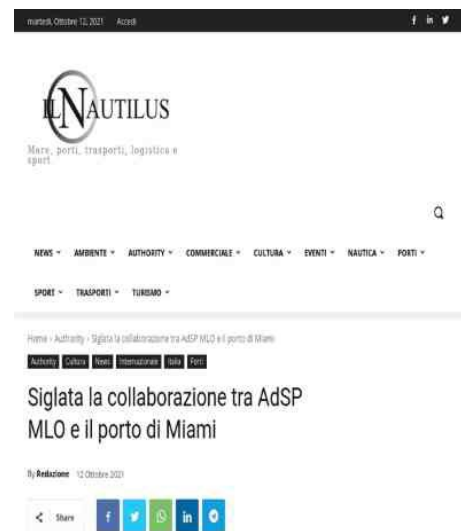 martedì, Ottobre 12, 2021 Accedi
IL NAUTILUS
Mare, porti, trasporti, logistica e
sport
NEWS AMBIENTE AUTHORITY COMMERCIALE CULTURA EVENTI NAUTICA PORTI
SPORT TRASPORTI TURISMO
Home › Authority › Siglata la collaborazione tra AdSP MLO e il porto di Miami
Authority Cultura News Internazionale Italia Porti
Siglata la collaborazione tra AdSP
MLO e il porto di Miami
By Redazione 12 Ottobre 2021
Share